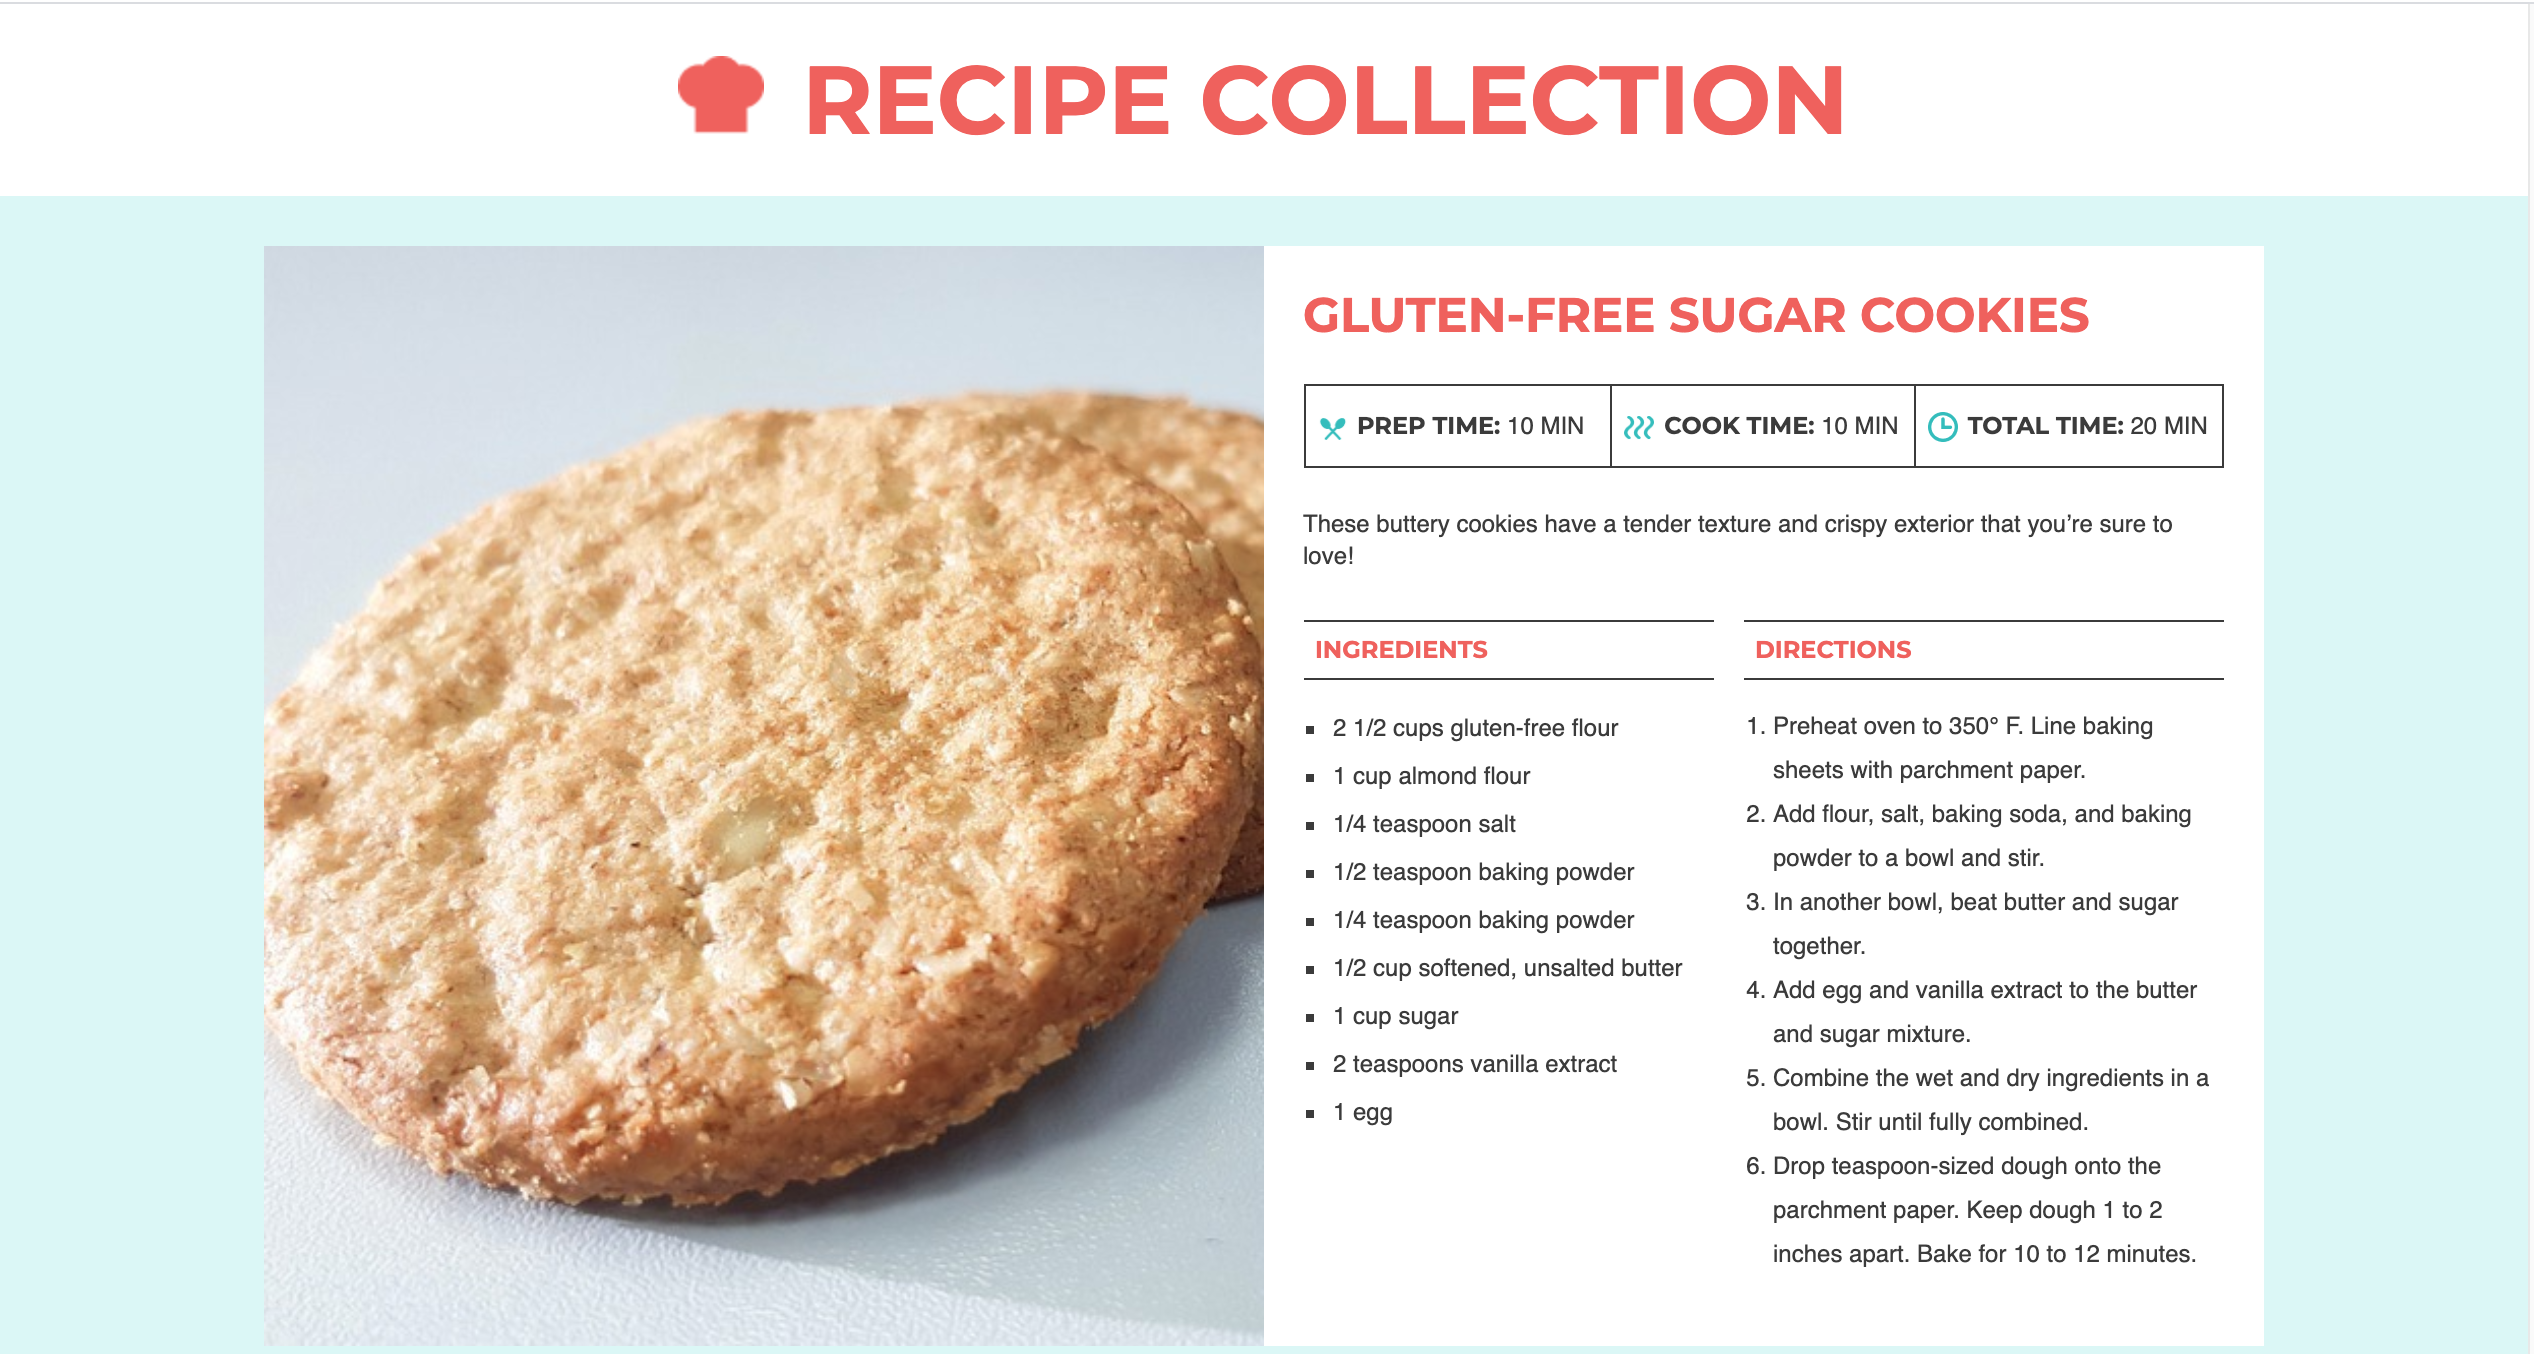 RECIPE COLLECTION
GLUTEN-FREE SUGAR COOKIES
PREP TIME: 10 MIN
COOK TIME: 10 MIN
TOTAL TIME: 20 MIN
These buttery cookies have a tender texture and crispy exterior that you’re sure to
love!
INGREDIENTS
2 1/2 cups gluten-free flour
1 cup almond flour
1/4 teaspoon salt
1/2 teaspoon baking powder
1/4 teaspoon baking powder
1/2 cup softened, unsalted butter
1 cup sugar
2 teaspoons vanilla extract
1 egg
DIRECTIONS
1. Preheat oven to 350° F. Line baking
sheets with parchment paper.
2. Add flour, salt, baking soda, and baking
powder to a bowl and stir.
3. In another bowl, beat butter and sugar
together.
4. Add egg and vanilla extract to the butter
and sugar mixture.
5. Combine the wet and dry ingredients in a
bowl. Stir until fully combined.
6. Drop teaspoon-sized dough onto the
parchment paper. Keep dough 1 to 2
inches apart. Bake for 10 to 12 minutes.